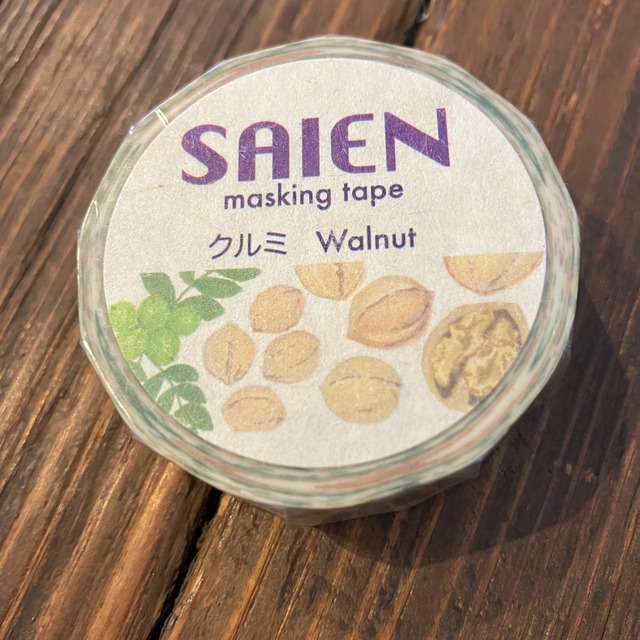 SAIEN
masking tape
クルミ Walnut